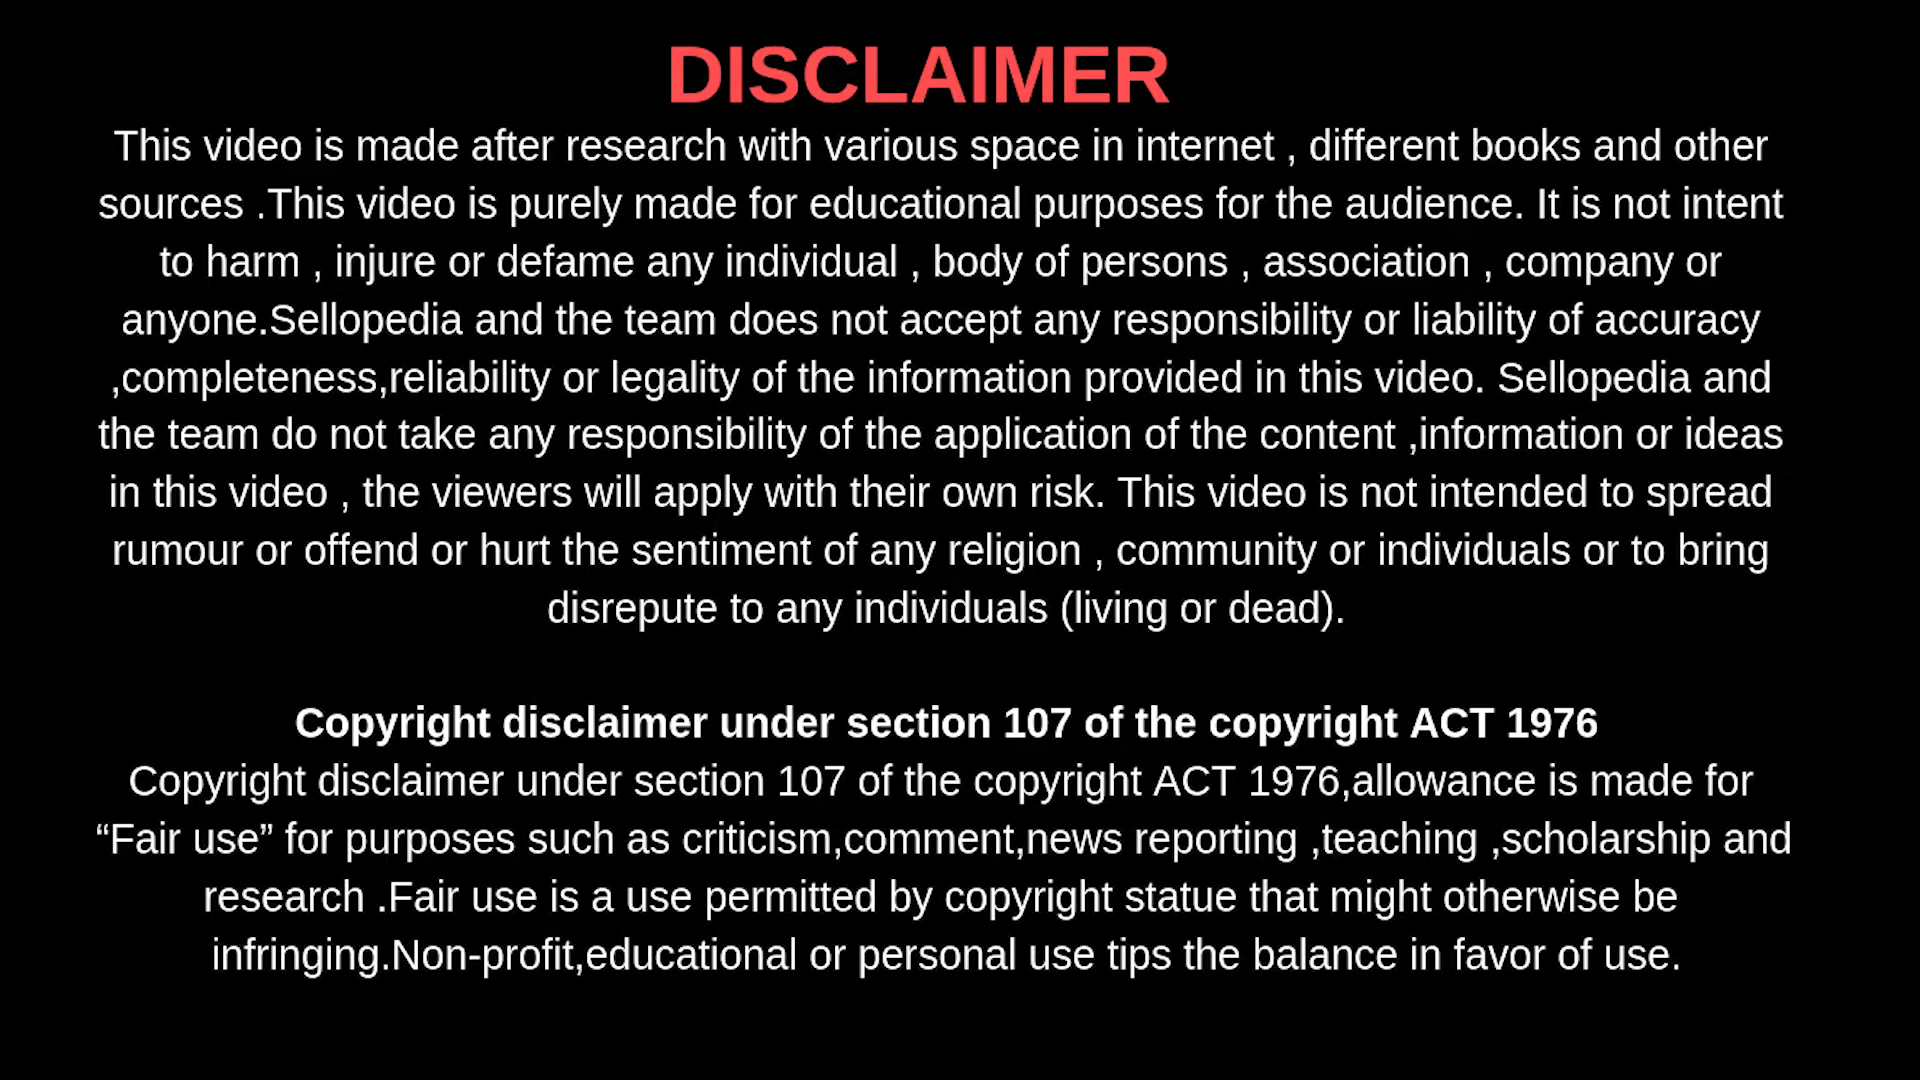 DISCLAIMER
This video is made after research with various space in internet , different books and other
sources .This video is purely made for educational purposes for the audience. It is not intent
to harm , injure or defame any individual , body of persons , association , company or
anyone.Sellopedia and the team does not accept any responsibility or liability of accuracy
,completeness,reliability or legality of the information provided in this video. Sellopedia and
the team do not take any responsibility of the application of the content ,information or ideas
in this video , the viewers will apply with their own risk. This video is not intended to spread
rumour or offend or hurt the sentiment of any religion , community or individuals or to bring
disrepute to any individuals (living or dead).
Copyright disclaimer under section 107 of the copyright ACT 1976
Copyright disclaimer under section 107 of the copyright ACT 1976,allowance is made for
“Fair use” for purposes such as criticism,comment,news reporting ,teaching ,scholarship and
research .Fair use is a use permitted by copyright statue that might otherwise be
infringing.Non-profit,educational or personal use tips the balance in favor of use.